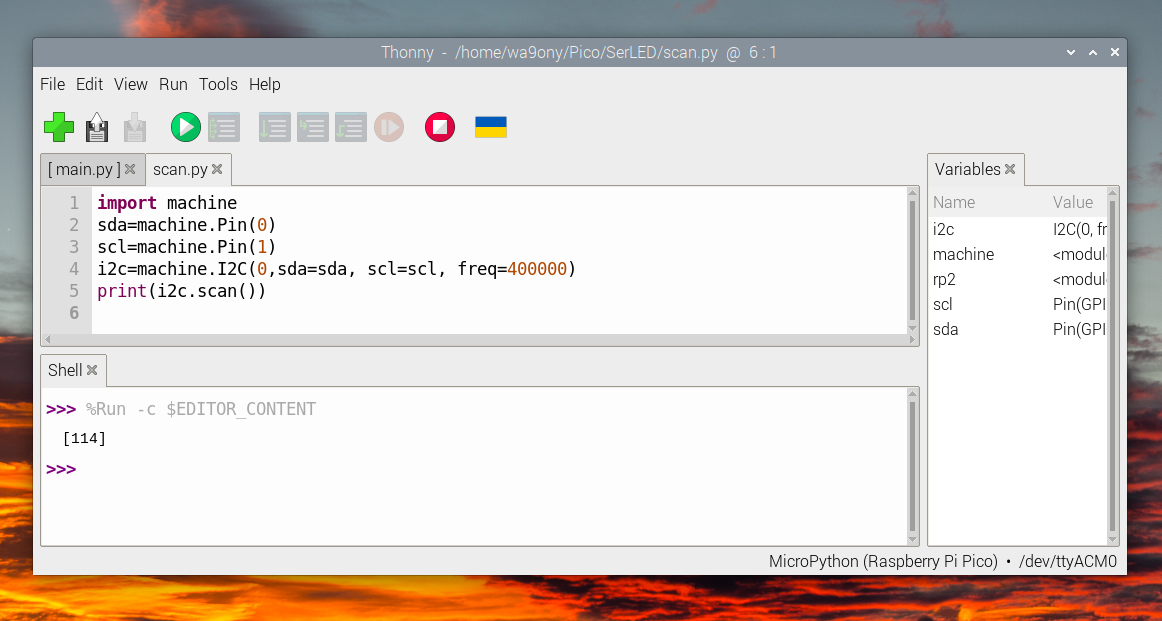 Thonny - /home/wa9ony/Pico/SerLED/scan.py @ 6 : 1
File Edit View Run Tools Help
[ main.py ] scan.py
1 import machine
2 sda=machine.Pin(0)
3 scl=machine.Pin(1)
4 i2c=machine.I2C(0,sda=sda, scl=scl, freq=400000)
5 print(i2c.scan())
6
Shell
>>> %Run -c $EDITOR_CONTENT
[114]
>>>
Variables
Name Value
i2c I2C(0, fr
machine <modul
rp2 <modul
scl Pin(GPI
sda Pin(GPI
MicroPython (Raspberry Pi Pico) • /dev/ttyACM0